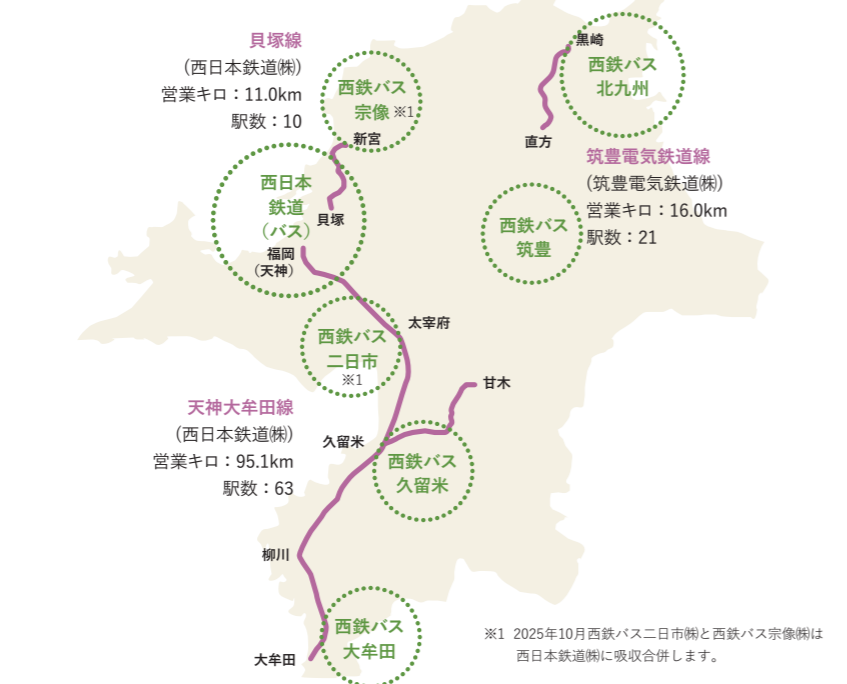 貝塚線
(西日本鉄道㈱)
営業キロ：11.0km
駅数：10
西鉄バス
宗像 ※1
新宮
黒崎
西鉄バス
北九州
直方
筑豊電気鉄道線
(筑豊電気鉄道㈱)
営業キロ：16.0km
駅数：21
西日本
鉄道
（バス）
貝塚
福岡
（天神）
西鉄バス
筑豊
太宰府
西鉄バス
二日市
※1
甘木
天神大牟田線
(西日本鉄道㈱)
営業キロ：95.1km
駅数：63
久留米
西鉄バス
久留米
柳川
西鉄バス
大牟田
大牟田
※1 2025年10月西鉄バス二日市㈱と西鉄バス宗像㈱は
西日本鉄道㈱に吸収合併します。